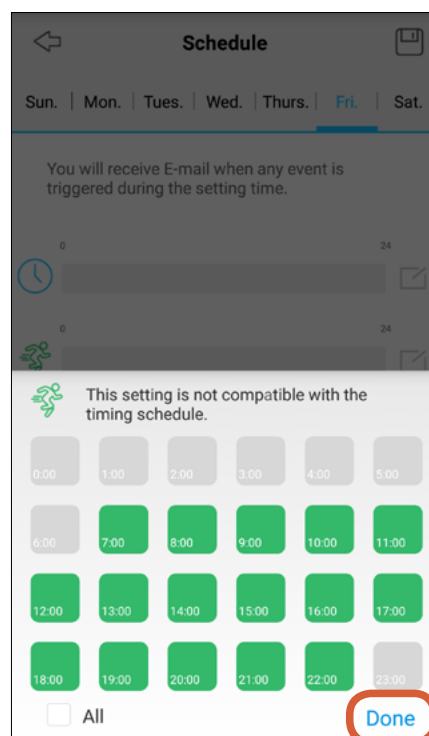 Schedule
Sun. | Mon. | Tues. | Wed. | Thurs. | Fri. | Sat.
You will receive E-mail when any event is
triggered during the setting time.
0 24
0 24
This setting is not compatible with the
timing schedule.
0:00 1:00 2:00 3:00 4:00 5:00
6:00 7:00 8:00 9:00 10:00 11:00
12:00 13:00 14:00 15:00 16:00 17:00
18:00 19:00 20:00 21:00 22:00 23:00
All Done